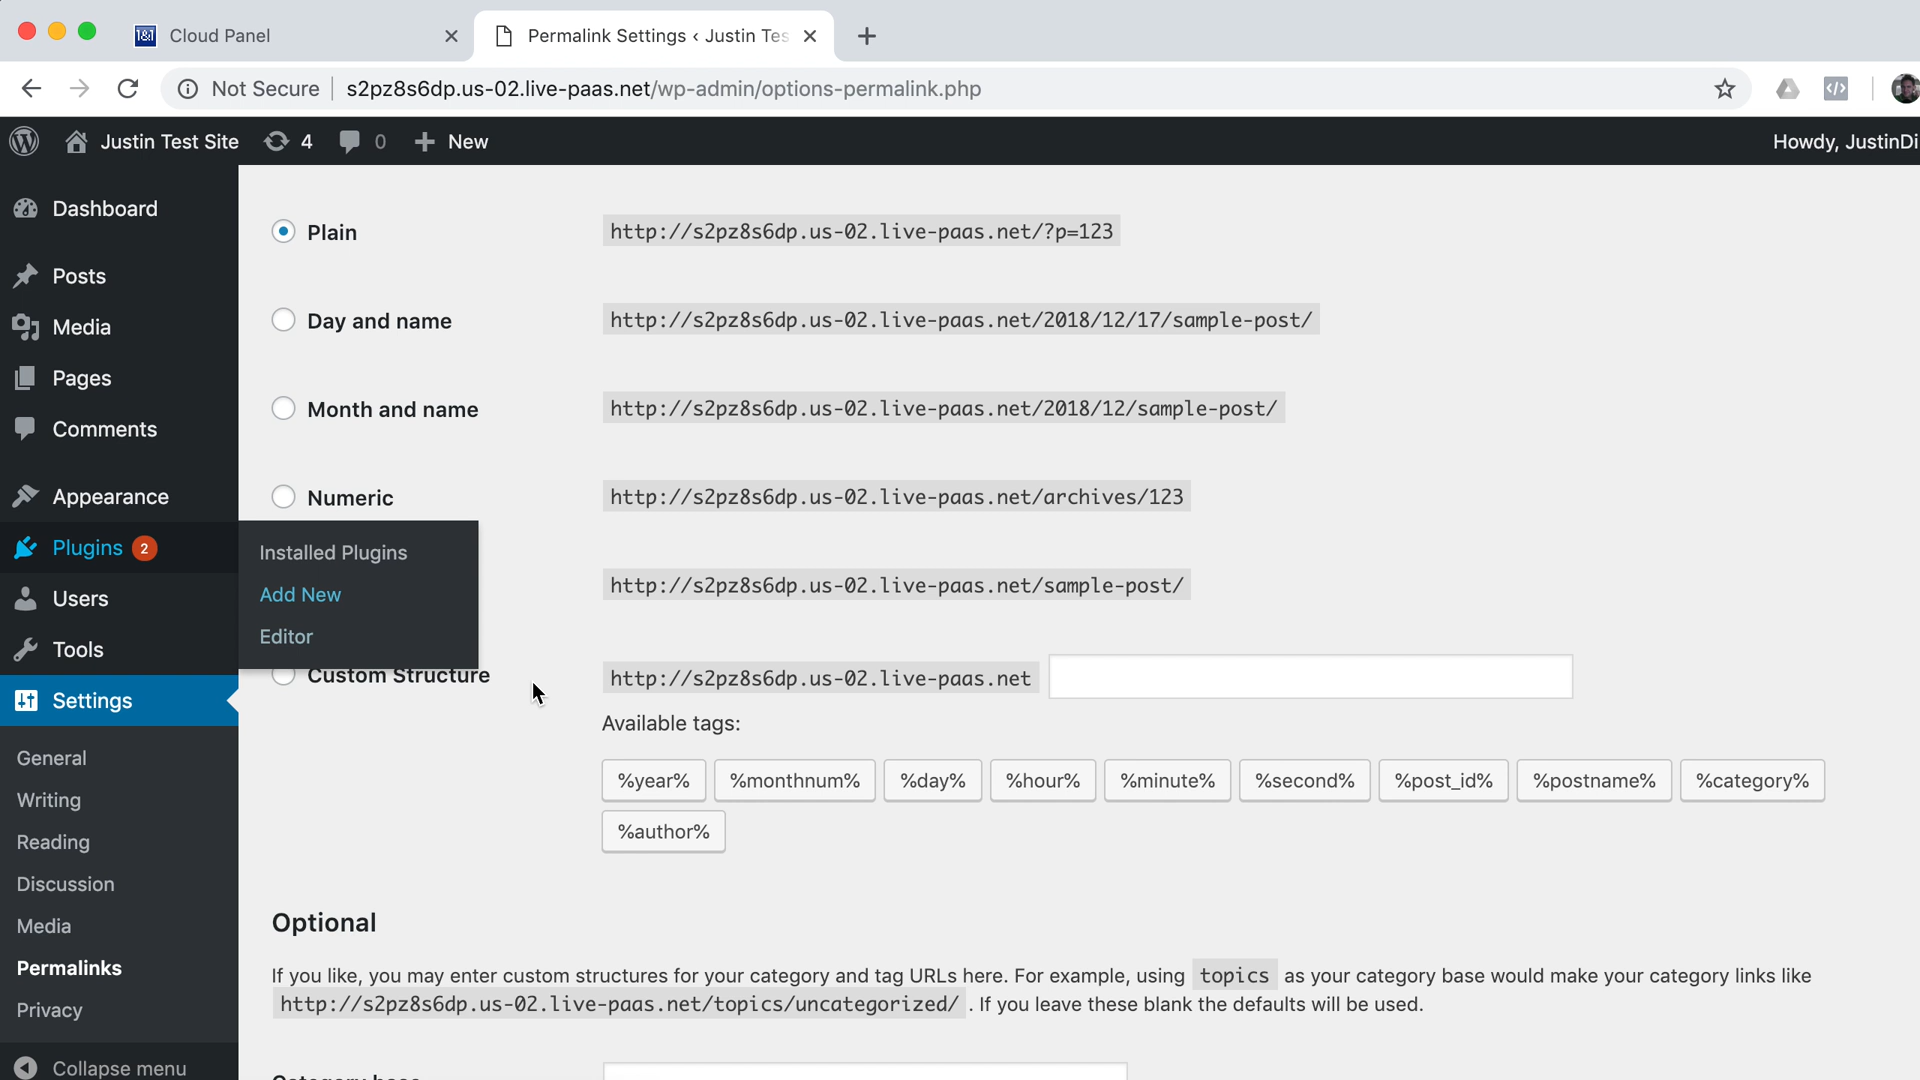 1&1 Cloud Panel
Permalink Settings ‹ Justin Tes
Not Secure s2pz8s6dp.us-02.live-paas.net/wp-admin/options-permalink.php
Justin Test Site 4 0 New
Howdy, JustinDi
Dashboard
Posts
Media
Pages
Comments
Appearance
Plugins 2
Users
Tools
Settings
General
Writing
Reading
Discussion
Media
Permalinks
Privacy
Collapse menu
Installed Plugins
Add New
Editor
Plain http://s2pz8s6dp.us-02.live-paas.net/?p=123
Day and name http://s2pz8s6dp.us-02.live-paas.net/2018/12/17/sample-post/
Month and name http://s2pz8s6dp.us-02.live-paas.net/2018/12/sample-post/
Numeric http://s2pz8s6dp.us-02.live-paas.net/archives/123
http://s2pz8s6dp.us-02.live-paas.net/sample-post/
Custom Structure http://s2pz8s6dp.us-02.live-paas.net
Available tags:
%year% %monthnum% %day% %hour% %minute% %second% %post_id% %postname% %category%
%author%
Optional
If you like, you may enter custom structures for your category and tag URLs here. For example, using topics as your category base would make your category links like
http://s2pz8s6dp.us-02.live-paas.net/topics/uncategorized/ . If you leave these blank the defaults will be used.